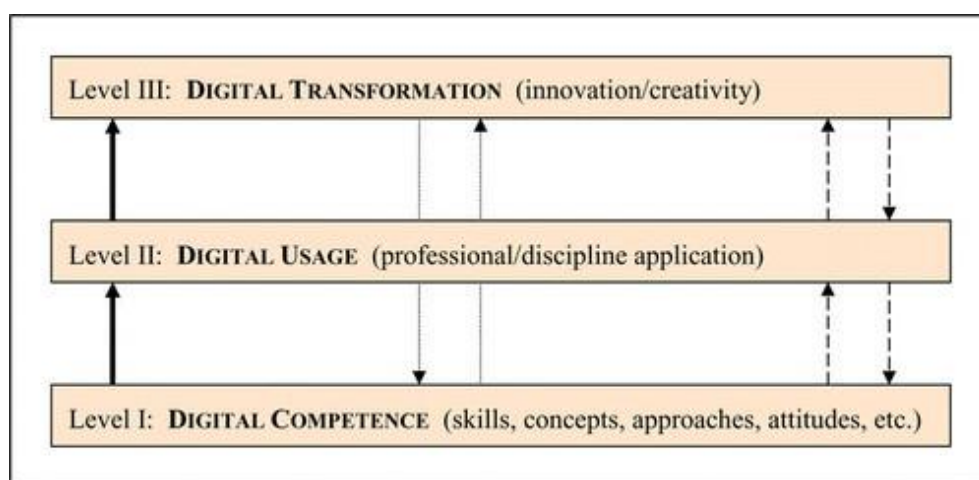 Level III: DIGITAL TRANSFORMATION (innovation/creativity)
Level II: DIGITAL USAGE (professional/discipline application)
Level I: DIGITAL COMPETENCE (skills, concepts, approaches, attitudes, etc.)